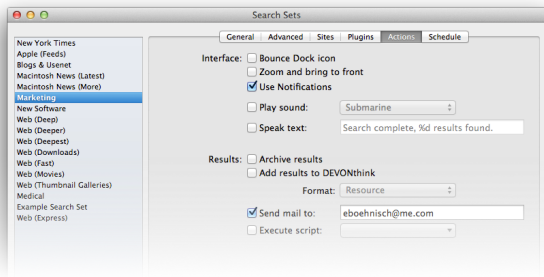 Search Sets
General Advanced Sites Plugins Actions Schedule
New York Times
Apple (Feeds)
Blogs & Usenet
Macintosh News (Latest)
Macintosh News (More)
Marketing
New Software
Web (Deep)
Web (Deeper)
Web (Deepest)
Web (Downloads)
Web (Fast)
Web (Movies)
Web (Thumbnail Galleries)
Medical
Example Search Set
Web (Express)
Interface: Bounce Dock icon
Zoom and bring to front
Use Notifications
Play sound: Submarine
Speak text: Search complete, %d results found.
Results: Archive results
Add results to DEVONthink
Format: Resource
Send mail to: eboehnisch@me.com
Execute script: